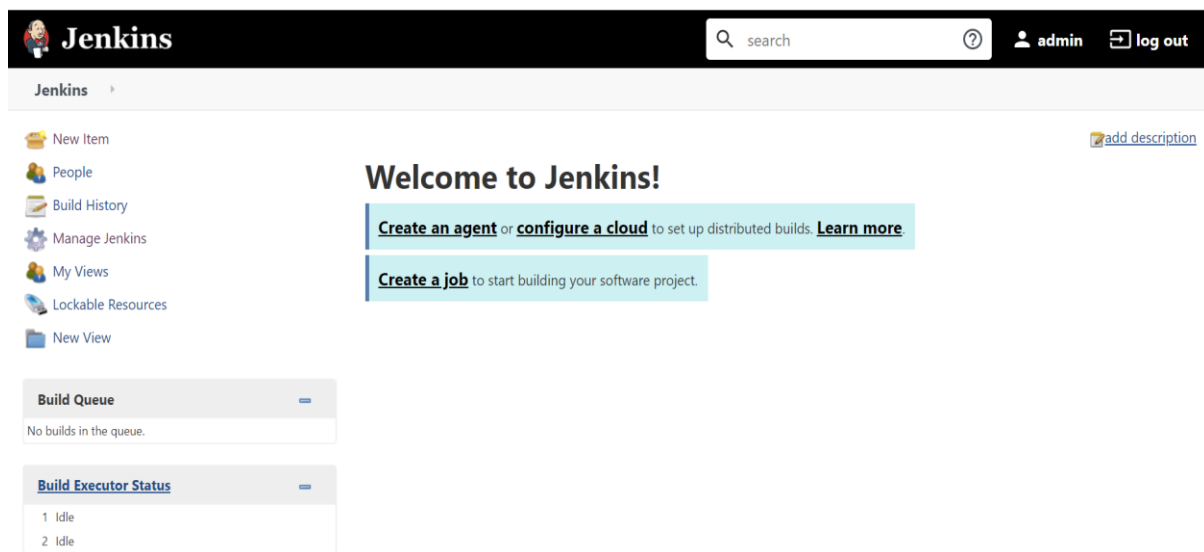 Jenkins
search
admin
log out
Jenkins
New Item
People
Build History
Manage Jenkins
My Views
Lockable Resources
New View
Build Queue
No builds in the queue.
Build Executor Status
1 Idle
2 Idle
add description
Welcome to Jenkins!
Create an agent or configure a cloud to set up distributed builds. Learn more.
Create a job to start building your software project.